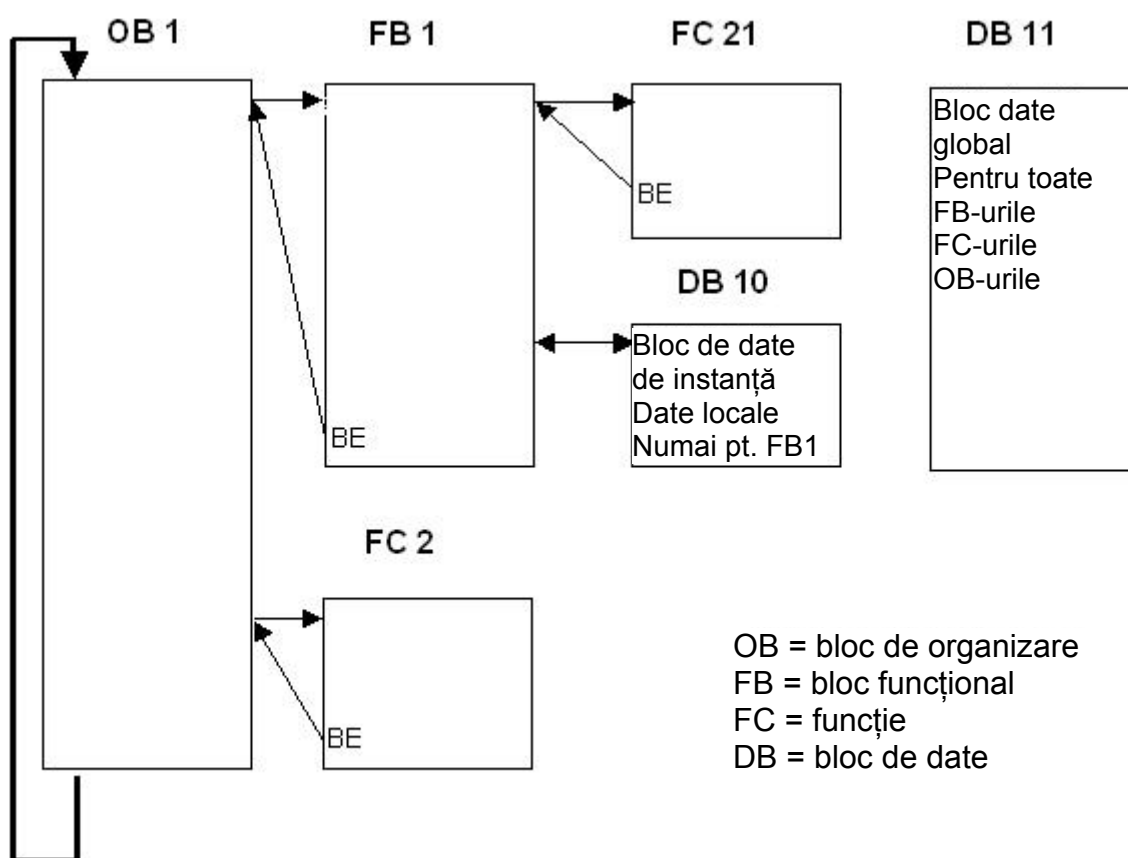 OB 1
FB 1
FC 21
DB 11
BE
Bloc date
global
Pentru toate
FB-urile
FC-urile
OB-urile
DB 10
Bloc de date
de instanță
Date locale
Numai pt. FB1
BE
FC 2
BE
OB = bloc de organizare
FB = bloc funcțional
FC = funcție
DB = bloc de date